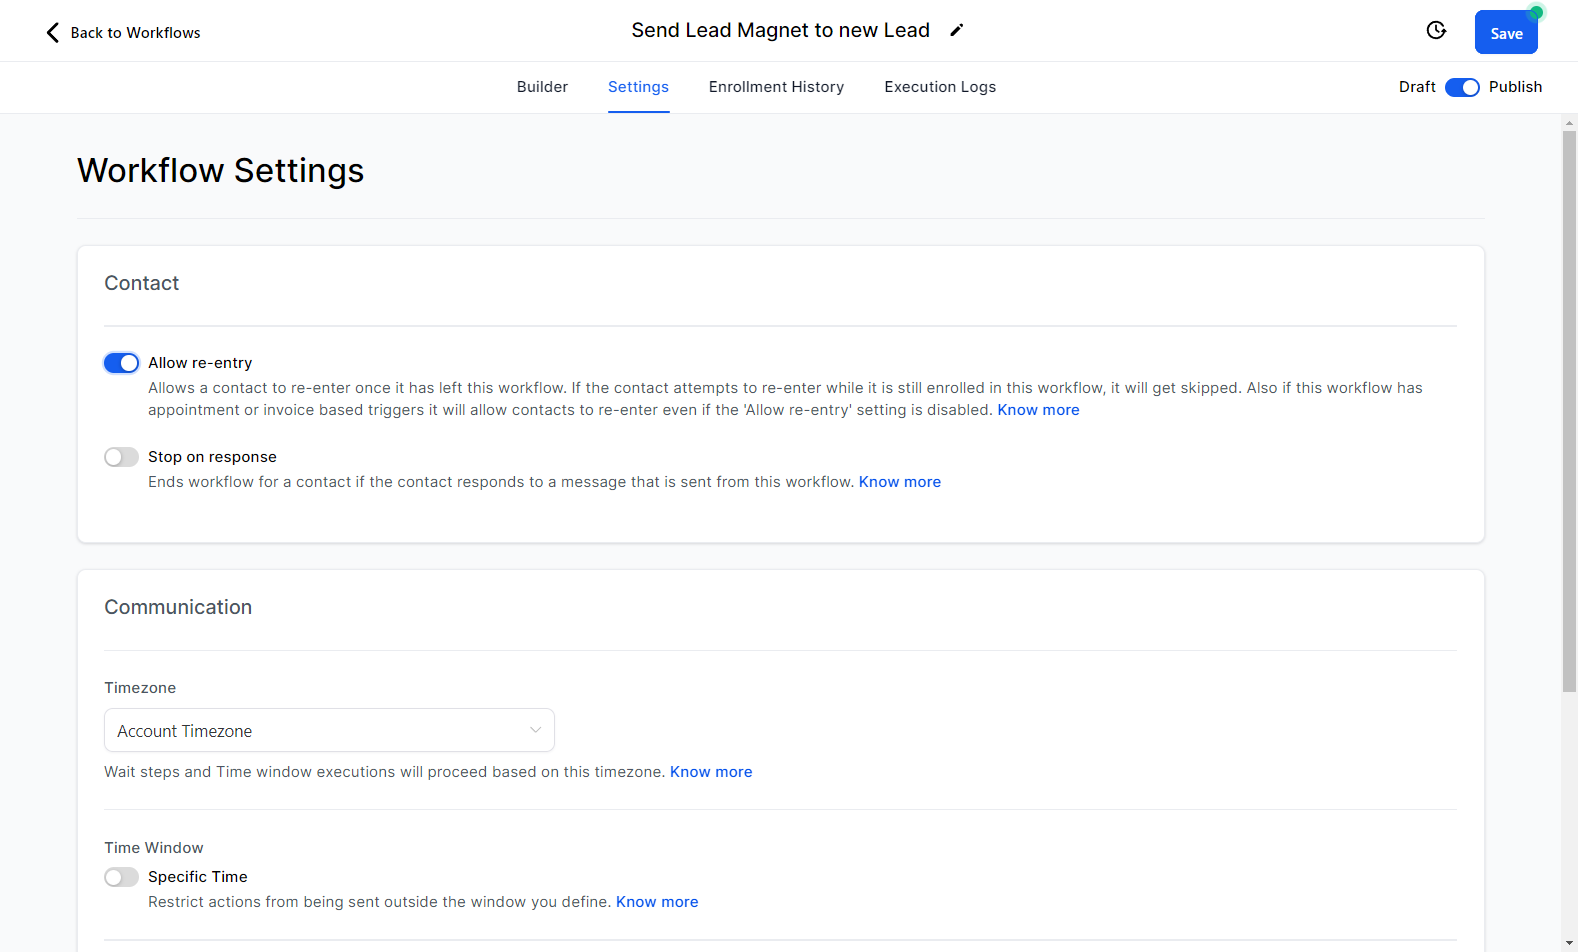 Back to Workflows
Send Lead Magnet to new Lead
Save
Builder
Settings
Enrollment History
Execution Logs
Draft
Publish
Workflow Settings
Contact
Allow re-entry
Allows a contact to re-enter once it has left this workflow. If the contact attempts to re-enter while it is still enrolled in this workflow, it will get skipped. Also if this workflow has
appointment or invoice based triggers it will allow contacts to re-enter even if the 'Allow re-entry' setting is disabled. Know more
Stop on response
Ends workflow for a contact if the contact responds to a message that is sent from this workflow. Know more
Communication
Timezone
Account Timezone
Wait steps and Time window executions will proceed based on this timezone. Know more
Time Window
Specific Time
Restrict actions from being sent outside the window you define. Know more